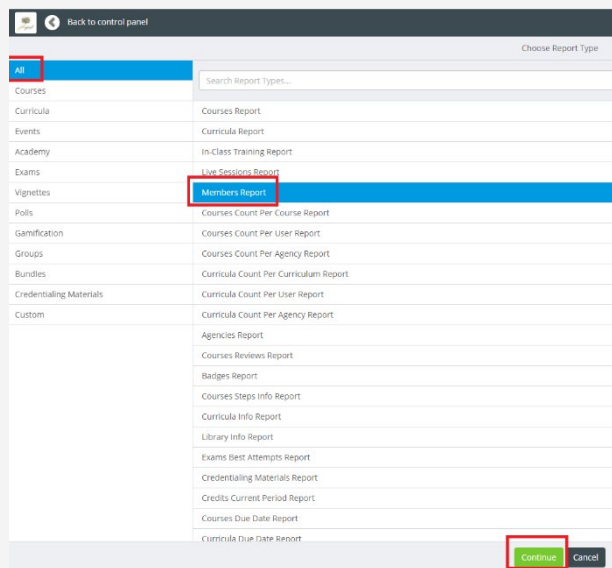 Back to control panel
Choose Report Type
All
Courses
Curricula
Events
Academy
Exams
Vignettes
Polls
Gamification
Groups
Bundles
Credentialing Materials
Custom
Search Report Types...
Courses Report
Curricula Report
In-Class Training Report
Live Sessions Report
Members Report
Courses Count Per Course Report
Courses Count Per User Report
Courses Count Per Agency Report
Curricula Count Per Curriculum Report
Curricula Count Per User Report
Curricula Count Per Agency Report
Agencies Report
Courses Reviews Report
Badges Report
Courses Steps Info Report
Curricula Info Report
Library Info Report
Exams Best Attempts Report
Credentialing Materials Report
Credits Current Period Report
Courses Due Date Report
Curricula Due Date Report
Continue Cancel